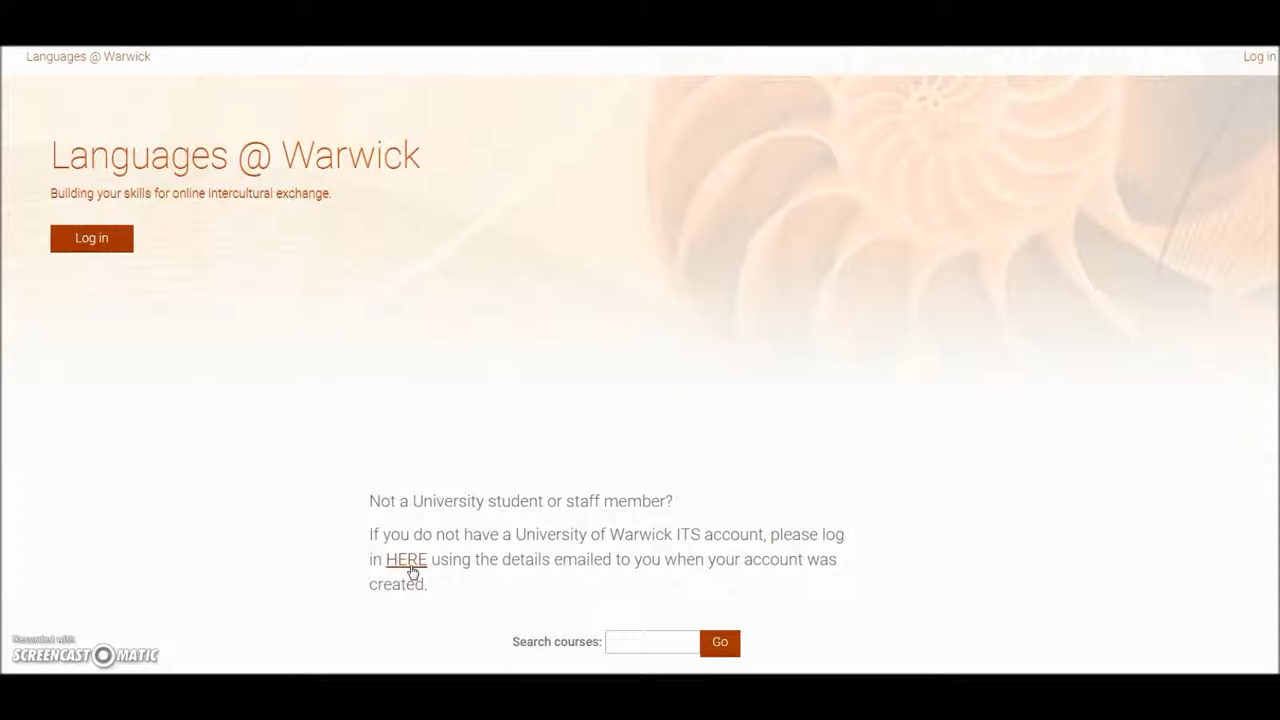 Languages @ Warwick
Log in
Languages @ Warwick
Building your skills for online intercultural exchange.
Log in
Not a University student or staff member?
If you do not have a University of Warwick ITS account, please log
in HERE using the details emailed to you when your account was
created.
Search courses:
Go
Recorded with
SCREENCAST MATIC